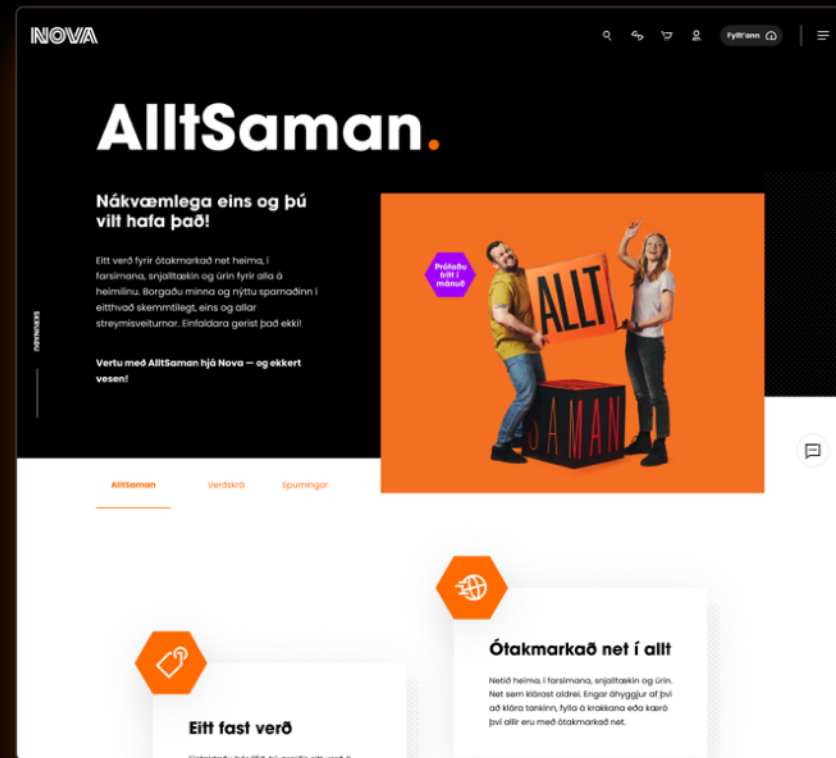 NOVA
Fyllt'ann
AlltSaman.
Nákvæmlega eins og þú
vilt hafa það!
Eitt verð fyrir ótakmarkað net heima, í
farsímana, snjalltækin og úrin fyrir alla á
heimilinu. Borgaðu minna og nýttu sparnaðinn í
eitthvað skemmtilegt, eins og allar
streymisveiturnar. Einfaldara gerist það ekki!
Vertu með AlltSaman hjá Nova — og ekkert
vesen!
SKRUNAÐU
Prófaðu
frítt í
mánuð
ALLT
SAMAN
AlltSaman
Verðskrá
Spurningar
Ótakmarkað net í allt
Netið heima, í farsímana, snjalltækin og úrin.
Net sem klárast aldrei. Engar áhyggjur af því
að klára tankinn, fylla á krakkana eða kæró
því allir eru með ótakmarkað net.
Eitt fast verð